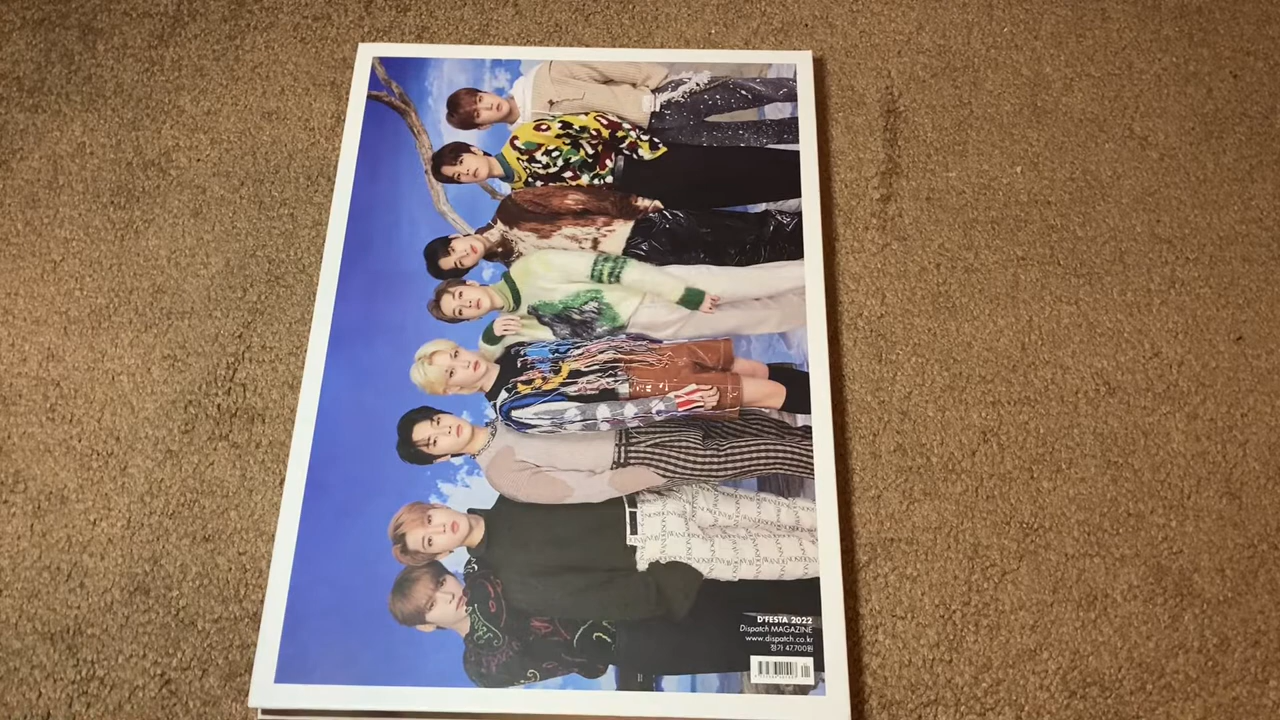 D'FESTA 2022
Dispatch MAGAZINE
www.dispatch.co.kr
정가 47,700원